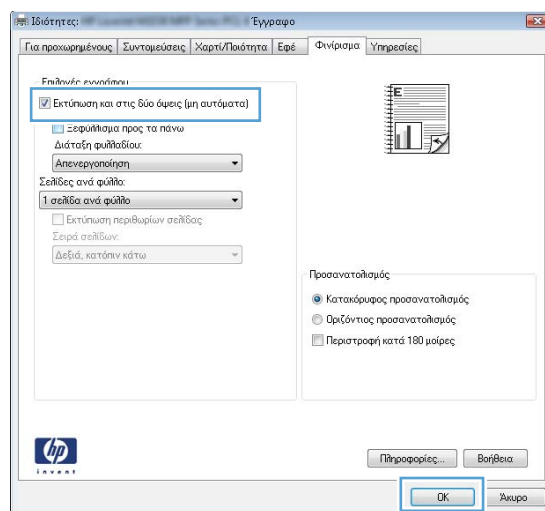 Ιδιότητες: Έγγραφο
Για προχωρημένους Συντομεύσεις Χαρτί/Ποιότητα Εφέ Φινίρισμα Υπηρεσίες
Επιλογές εγγράφου
Εκτύπωση και στις δύο όψεις (μη αυτόματα)
Ξεφύλλισμα προς τα πάνω
Διάταξη φυλλαδίου:
Απενεργοποίηση
Σελίδες ανά φύλλο:
1 σελίδα ανά φύλλο
Εκτύπωση περιθωρίων σελίδας
Σειρά σελίδων:
Δεξιά, κατόπιν κάτω
E
Προσανατολισμός
Κατακόρυφος προσανατολισμός
Οριζόντιος προσανατολισμός
Περιστροφή κατά 180 μοίρες
hp
invent
Πληροφορίες... Βοήθεια
OK Άκυρο